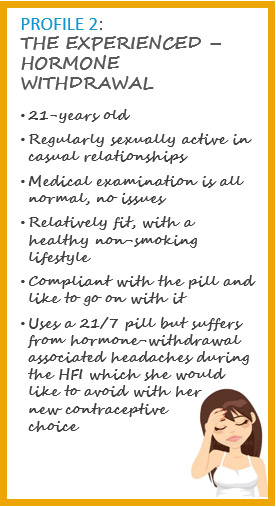 PROFILE 2:
THE EXPERIENCED –
HORMONE
WITHDRAWAL
• 21-years old
• Regularly sexually active in
casual relationships
• Medical examination is all
normal, no issues
• Relatively fit, with a
healthy non-smoking
lifestyle
• Compliant with the pill and
like to go on with it
• Uses a 21/7 pill but suffers
from hormone-withdrawal
associated headaches during
the HFI which she would
like to avoid with her
new contraceptive
choice